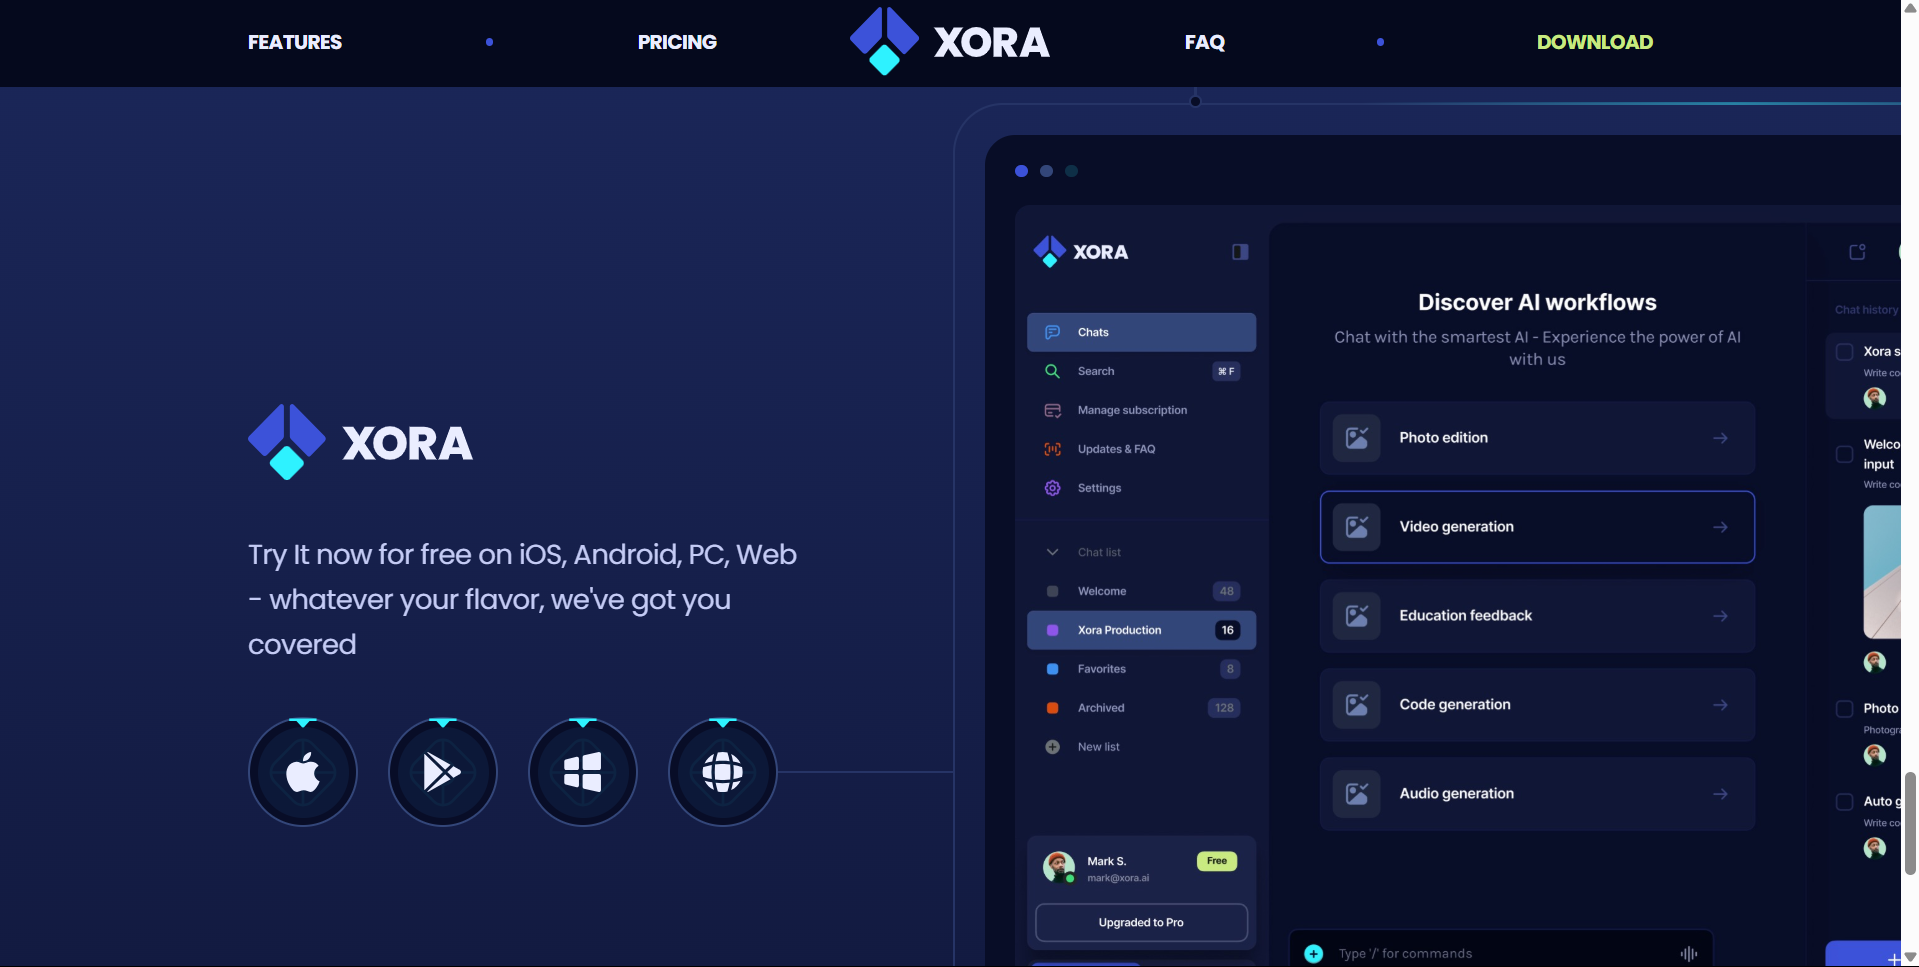 FEATURES
PRICING
XORA
FAQ
DOWNLOAD
XORA
Try It now for free on iOS, Android, PC, Web
- whatever your flavor, we've got you
covered
XORA
Chats
Search
⌘ F
Manage subscription
Updates & FAQ
Settings
Chat list
Welcome
48
Xora Production
16
Favorites
8
Archived
128
New list
Mark S.
mark@xora.ai
Free
Upgraded to Pro
Discover AI workflows
Chat with the smartest AI - Experience the power of AI
with us
Photo edition
Video generation
Education feedback
Code generation
Audio generation
Type '/' for commands
Chat history
Xora s
Write co
Welco
input
Write co
Photo
Photogra
Auto g
Write co